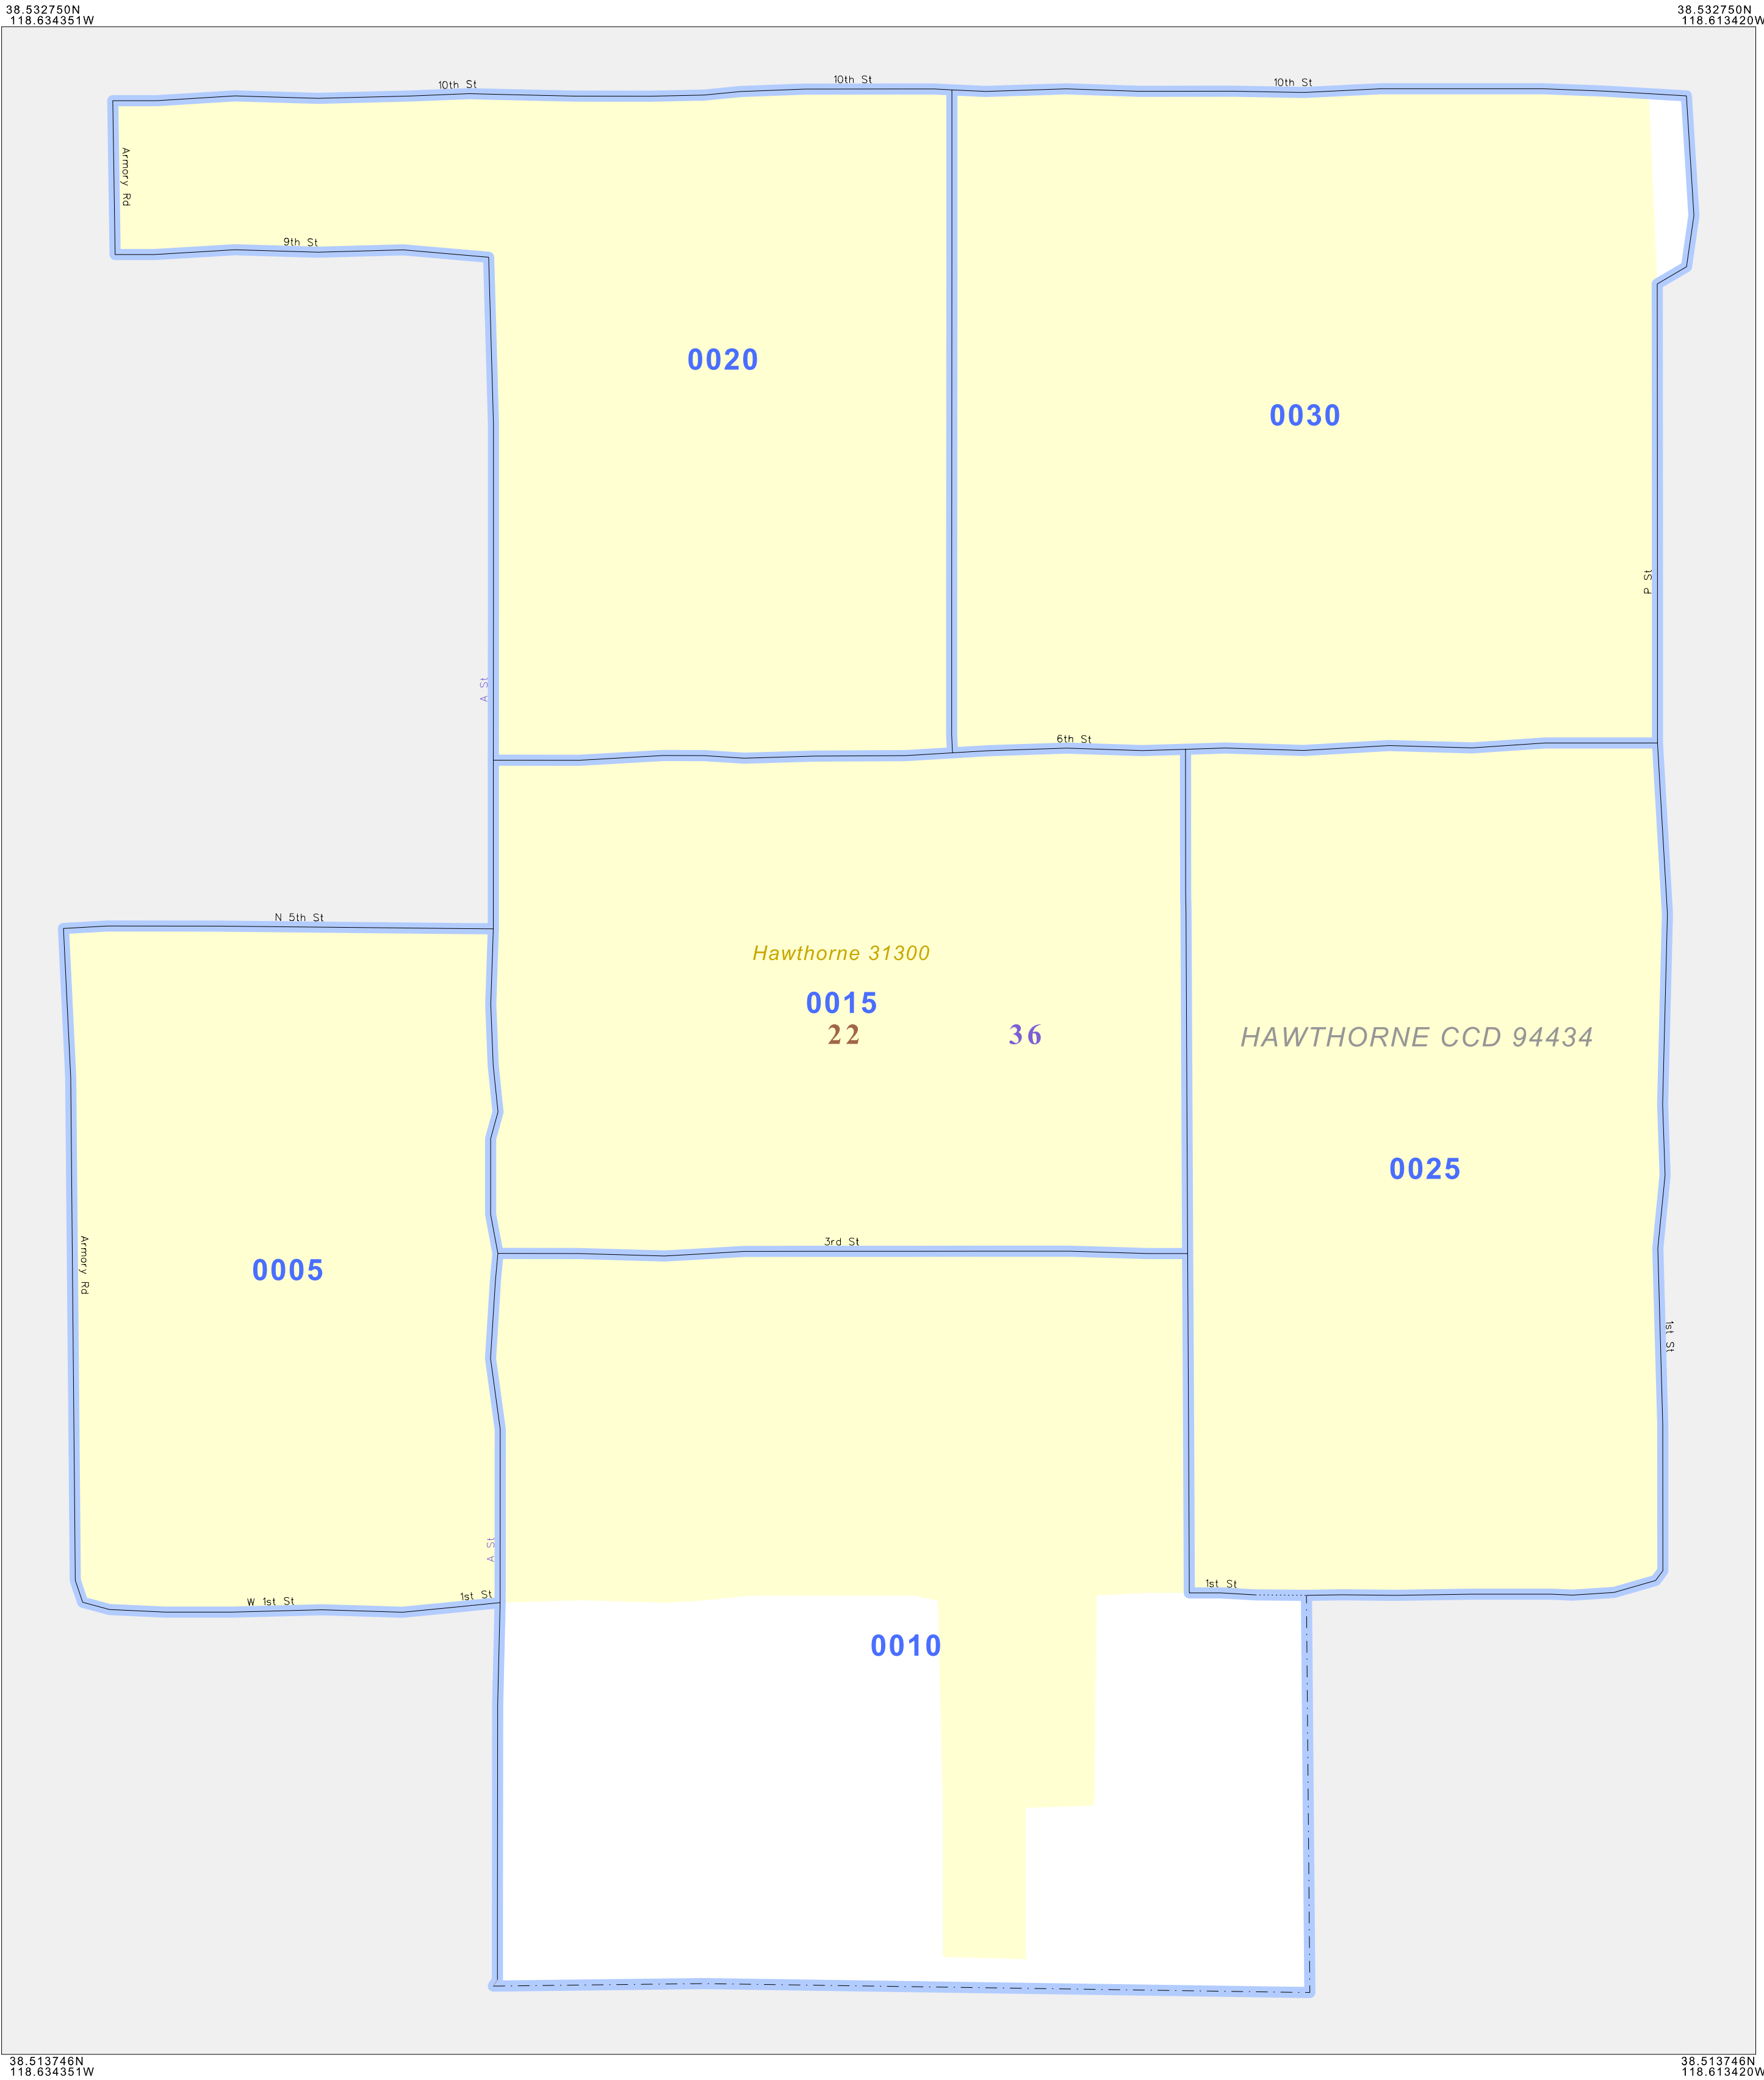 38.532750N
118.634351W
38.532750N
118.613420W
10th St
10th St
10th St
Armory Rd
9th St
0020
0030
P St
A St
6th St
N 5th St
Hawthorne 31300
0015
22
36
HAWTHORNE CCD 94434
0025
Armory Rd
3rd St
0005
1st St
A St
1st St
W 1st St
1st St
0010
38.513746N
118.634351W
38.513746N
118.613420W